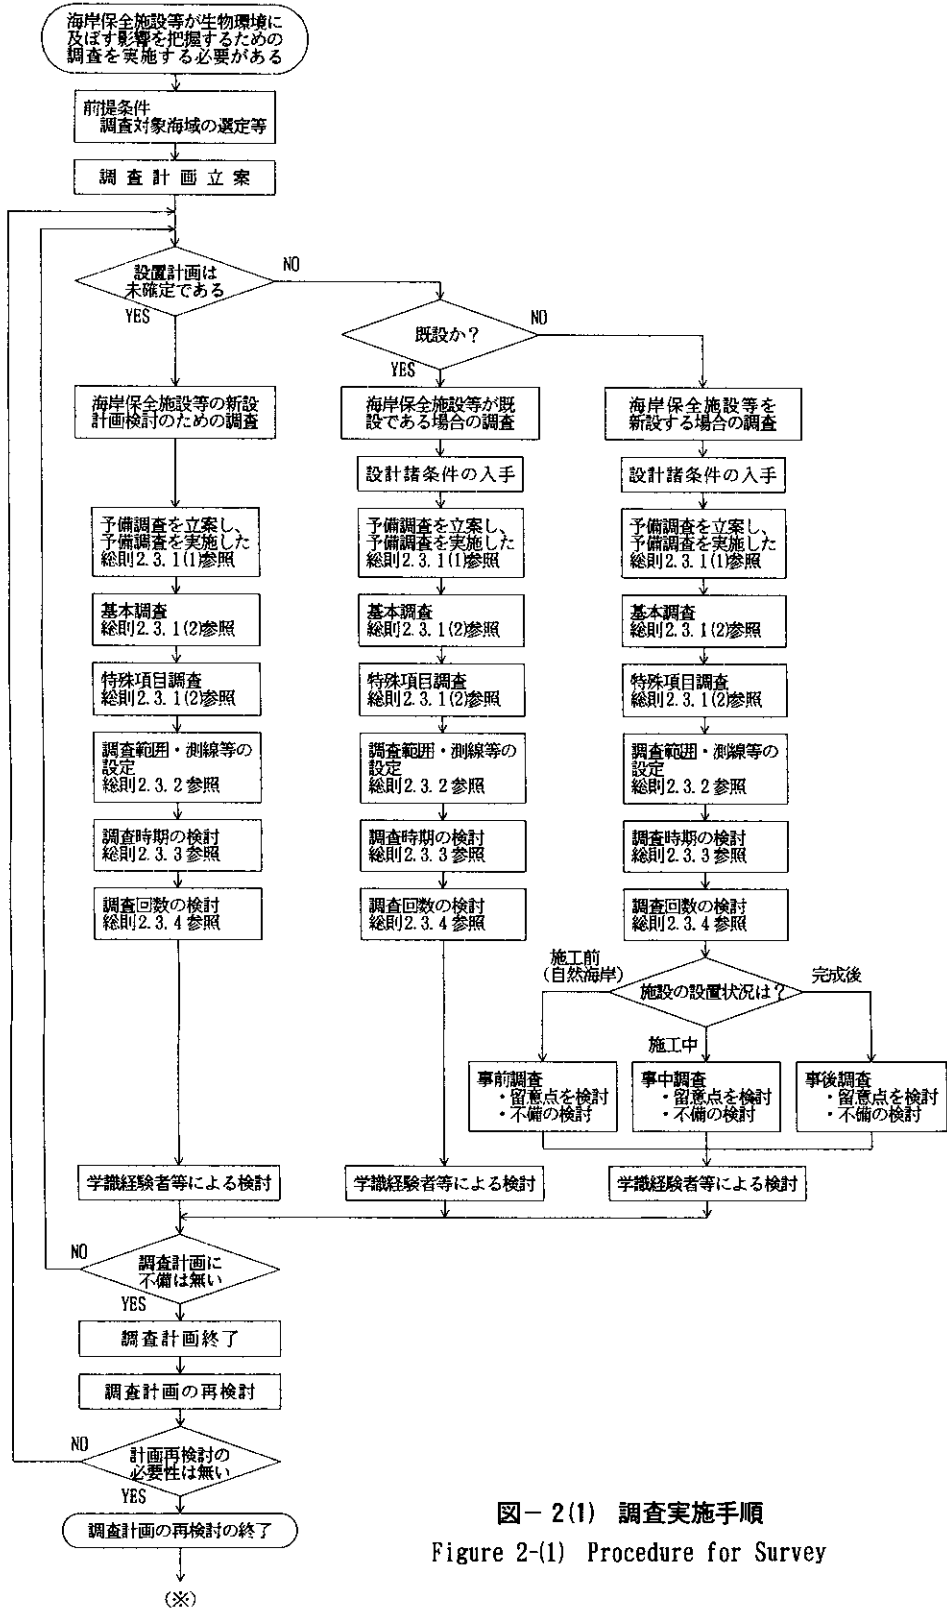 海岸保全施設等が生物環境に
及ぼす影響を把握するための
調査を実施する必要がある
前提条件
調査対象海域の選定等
調査計画立案
設置計画は
未確定である
NO
YES
既設か?
NO
YES
海岸保全施設等の新設
計画検討のための調査
海岸保全施設等が既
設である場合の調査
海岸保全施設等を
新設する場合の調査
設計諸条件の入手
設計諸条件の入手
予備調査を立案し、
予備調査を実施した
総則2.3.1(1)参照
予備調査を立案し、
予備調査を実施した
総則2.3.1(1)参照
予備調査を立案し、
予備調査を実施した
総則2.3.1(1)参照
基本調査
総則2.3.1(2)参照
基本調査
総則2.3.1(2)参照
基本調査
総則2.3.1(2)参照
特殊項目調査
総則2.3.1(2)参照
特殊項目調査
総則2.3.1(2)参照
特殊項目調査
総則2.3.1(2)参照
調査範囲・測線等の
設定
総則2.3.2参照
調査範囲・測線等の
設定
総則2.3.2参照
調査範囲・測線等の
設定
総則2.3.2参照
調査時期の検討
総則2.3.3参照
調査時期の検討
総則2.3.3参照
調査時期の検討
総則2.3.3参照
調査回数の検討
総則2.3.4参照
調査回数の検討
総則2.3.4参照
調査回数の検討
総則2.3.4参照
施工前
(自然海岸)
施設の設置状況は?
完成後
施工中
事前調査
・留意点を検討
・不備の検討
事中調査
・留意点を検討
・不備の検討
事後調査
・留意点を検討
・不備の検討
学識経験者等による検討
学識経験者等による検討
学識経験者等による検討
調査計画に
不備は無い
NO
YES
調査計画終了
調査計画の再検討
計画再検討の
必要性は無い
NO
YES
調査計画の再検討の終了
(※)
図-2(1) 調査実施手順
Figure 2-(1) Procedure for Survey